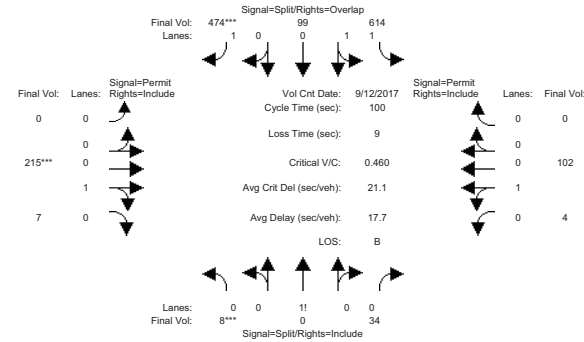 Signal=Split/Rights=Overlap
Final Vol: 474*** 99 614
Lanes: 1 0 0 1 1
Signal=Permit
Final Vol: Lanes: Rights=Include
Vol Cnt Date: 9/12/2017
Signal=Permit
Rights=Include Lanes: Final Vol:
Cycle Time (sec): 100
0 0
0 0
Loss Time (sec): 9
0
0
215*** 0
Critical V/C: 0.460
0 102
1
Avg Crit Del (sec/veh): 21.1
1
7 0
Avg Delay (sec/veh): 17.7
0 4
LOS: B
Lanes: 0 0 1! 0 0
Final Vol: 8*** 0 34
Signal=Split/Rights=Include